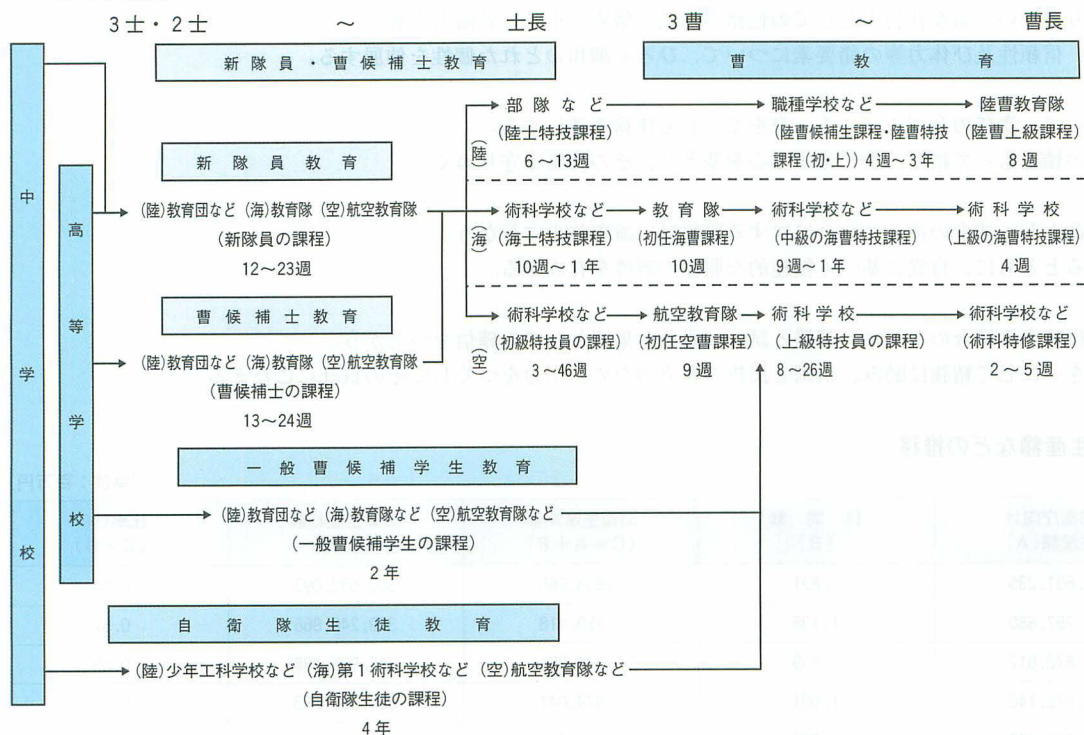 3士・2士　～　士長　3曹　～　曹長
新隊員・曹候補士教育　曹教育
部隊など　職種学校など　陸曹教育隊
(陸)　(陸士特技課程)　(陸曹候補生課程・陸曹特技　(陸曹上級課程)
新隊員教育　6～13週　課程(初・上)) 4週～3年　8週
中学校
高等学校
(陸)教育団など (海)教育隊 (空)航空教育隊　術科学校など　教育隊　術科学校など　術科学校
(新隊員の課程)　(海)　(海士特技課程)　(初任海曹課程)　(中級の海曹特技課程)　(上級の海曹特技課程)
12～23週　10週～1年　10週　9週～1年　4週
曹候補士教育　術科学校など　航空教育隊　術科学校　術科学校など
(空)　(初級特技員の課程)　(初任空曹課程)　(上級特技員の課程)　(術科特修課程)
(陸)教育団など (海)教育隊 (空)航空教育隊　3～46週　9週　8～26週　2～5週
(曹候補士の課程)
13～24週
一般曹候補学生教育
(陸)教育団など (海)教育隊など (空)航空教育隊など
(一般曹候補学生の課程)
2年
自衛隊生徒教育
(陸)少年工科学校など (海)第1術科学校など (空)航空教育隊など
(自衛隊生徒の課程)
4年